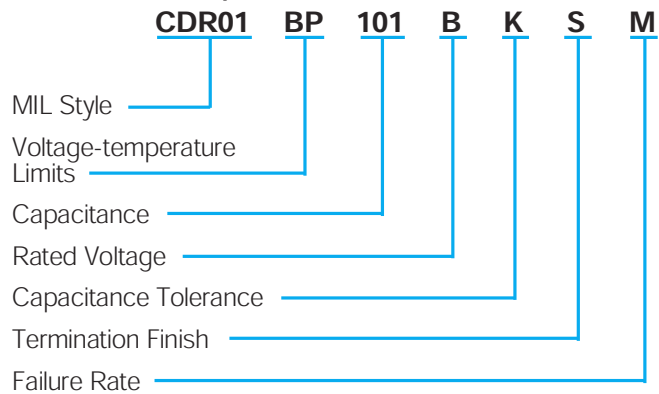 CDR01 BP 101 B K S M
MIL Style
Voltage-temperature
Limits
Capacitance
Rated Voltage
Capacitance Tolerance
Termination Finish
Failure Rate